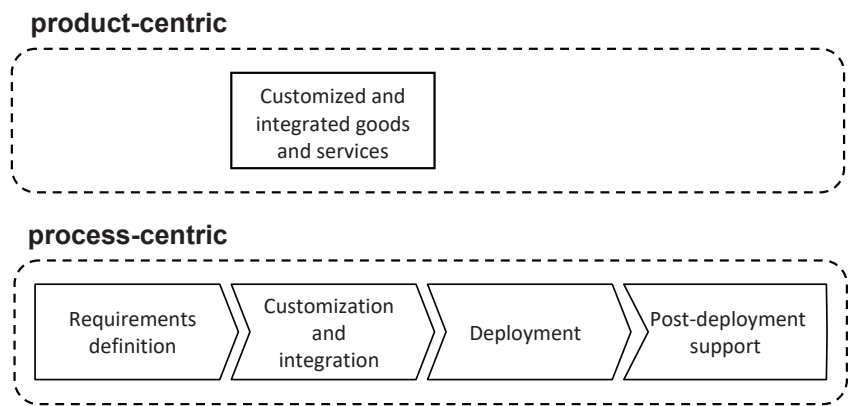 product-centric
Customized and
integrated goods
and services
process-centric
Requirements
definition
Customization
and
integration
Deployment
Post-deployment
support